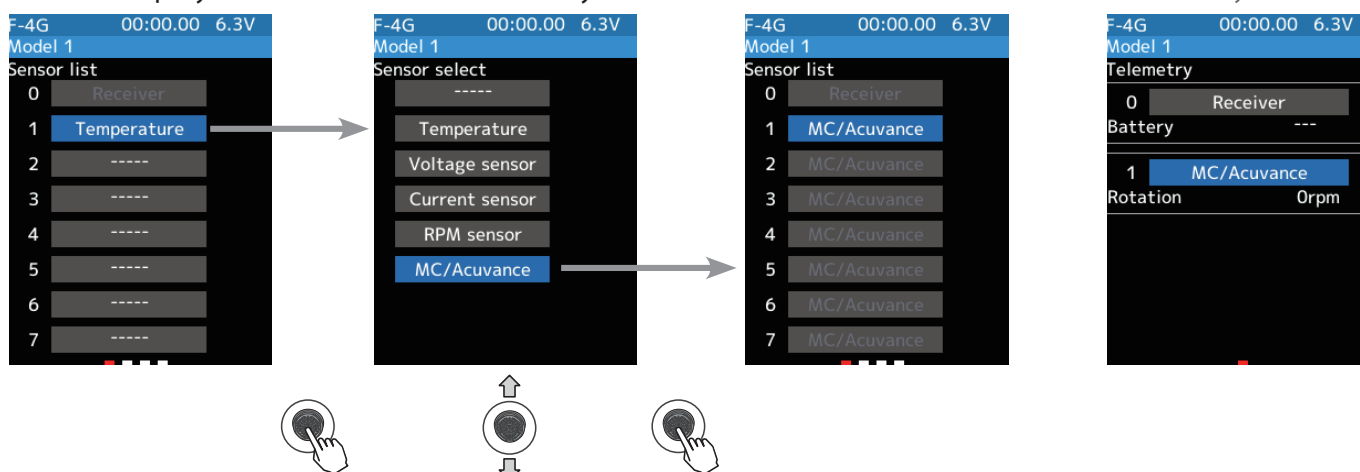 F-4G 00:00.00 6.3V
Model 1
Sensor list
0 Receiver
1 Temperature
2 -----
3 -----
4 -----
5 -----
6 -----
7 -----
F-4G 00:00.00 6.3V
Model 1
Sensor select
-----
Temperature
Voltage sensor
Current sensor
RPM sensor
MC/Acuvance
F-4G 00:00.00 6.3V
Model 1
Sensor list
0 Receiver
1 MC/Acuvance
2 MC/Acuvance
3 MC/Acuvance
4 MC/Acuvance
5 MC/Acuvance
6 MC/Acuvance
7 MC/Acuvance
F-4G 00:00.00 6.3V
Model 1
Telemetry
0 Receiver
Battery ---
1 MC/Acuvance
Rotation 0rpm